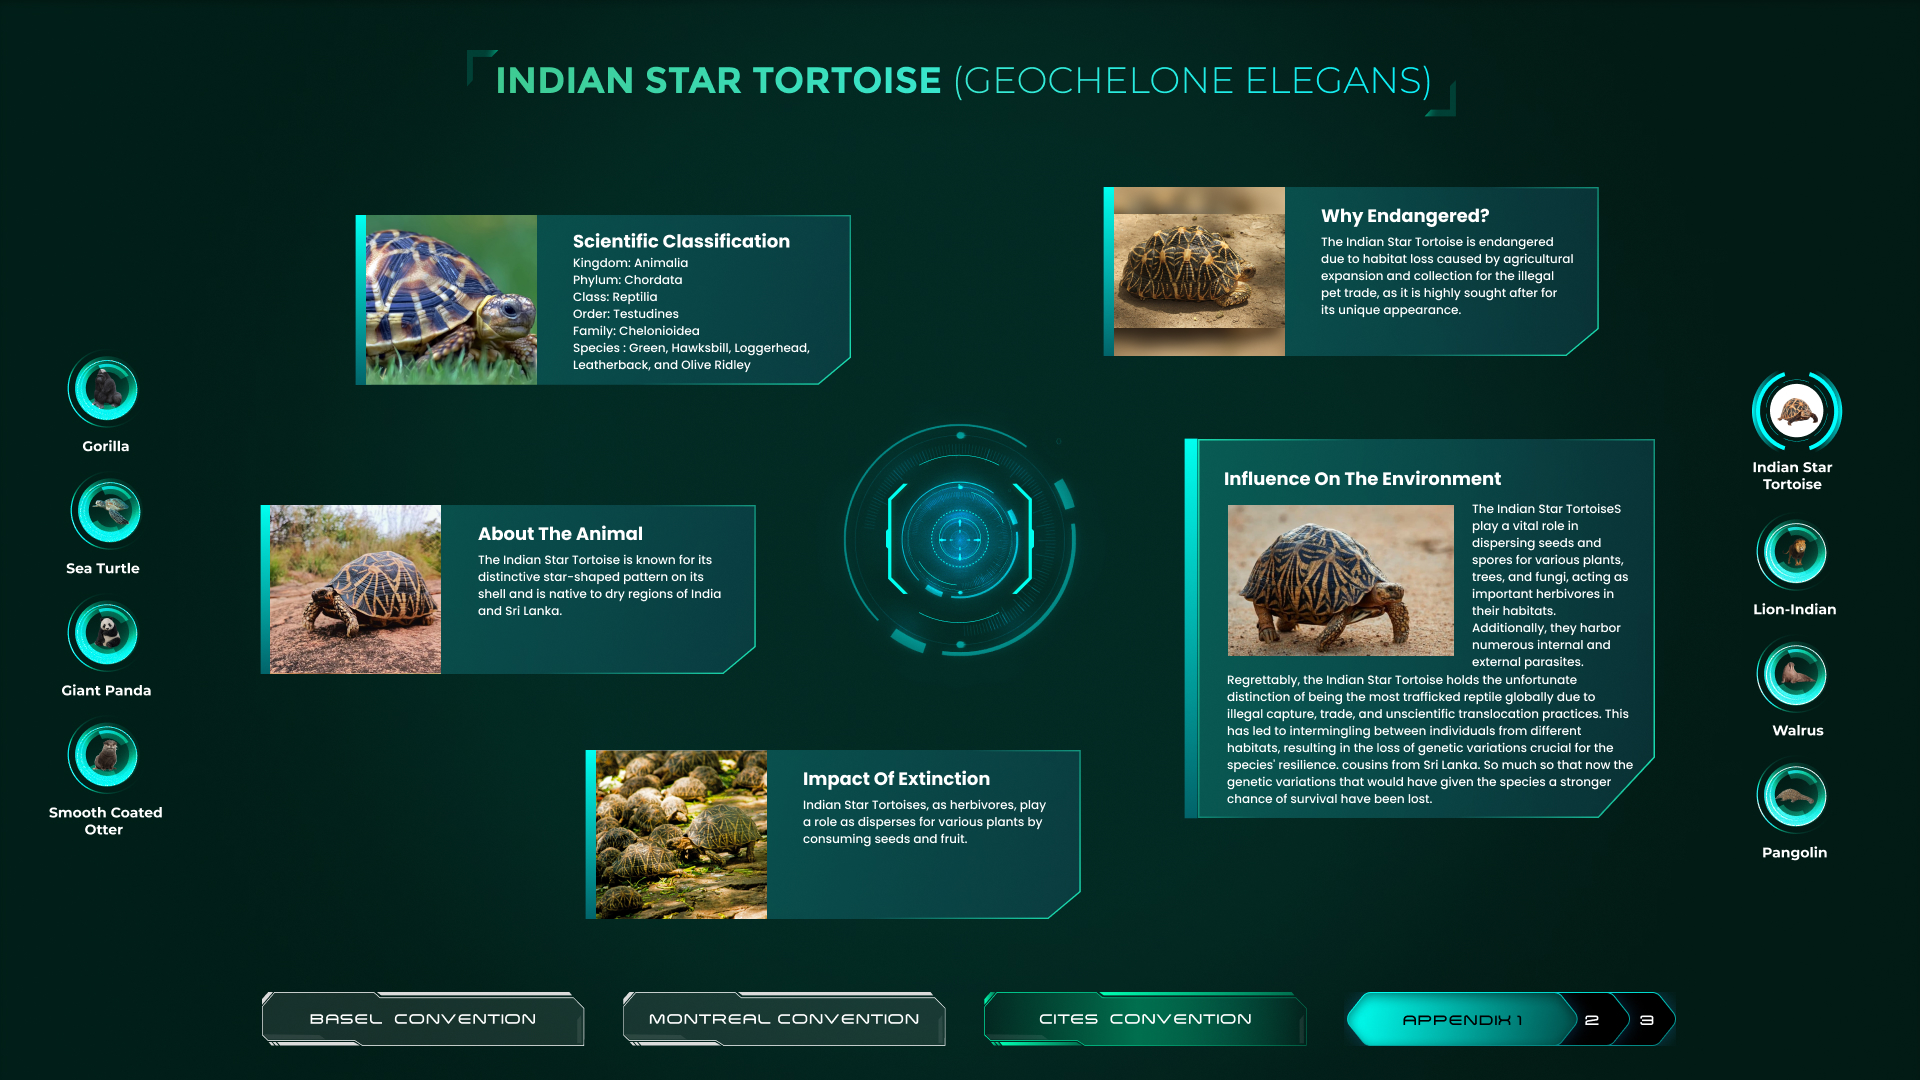 INDIAN STAR TORTOISE (GEOCHELONE ELEGANS)
Scientific Classification
Kingdom: Animalia
Phylum: Chordata
Class: Reptilia
Order: Testudines
Family: Chelonioidea
Species : Green, Hawksbill, Loggerhead,
Leatherback, and Olive Ridley
Why Endangered?
The Indian Star Tortoise is endangered
due to habitat loss caused by agricultural
expansion and collection for the illegal
pet trade, as it is highly sought after for
its unique appearance.
Gorilla
Sea Turtle
Giant Panda
Smooth Coated
Otter
About The Animal
The Indian Star Tortoise is known for its
distinctive star-shaped pattern on its
shell and is native to dry regions of India
and Sri Lanka.
Influence On The Environment
The Indian Star TortoiseS
play a vital role in
dispersing seeds and
spores for various plants,
trees, and fungi, acting as
important herbivores in
their habitats.
Additionally, they harbor
numerous internal and
external parasites.
Regrettably, the Indian Star Tortoise holds the unfortunate
distinction of being the most trafficked reptile globally due to
illegal capture, trade, and unscientific translocation practices. This
has led to intermingling between individuals from different
habitats, resulting in the loss of genetic variations crucial for the
species' resilience. cousins from Sri Lanka. So much so that now the
genetic variations that would have given the species a stronger
chance of survival have been lost.
Indian Star
Tortoise
Lion-Indian
Walrus
Pangolin
Impact Of Extinction
Indian Star Tortoises, as herbivores, play
a role as disperses for various plants by
consuming seeds and fruit.
BASEL CONVENTION
MONTREAL CONVENTION
CITES CONVENTION
APPENDIX 1
2
3